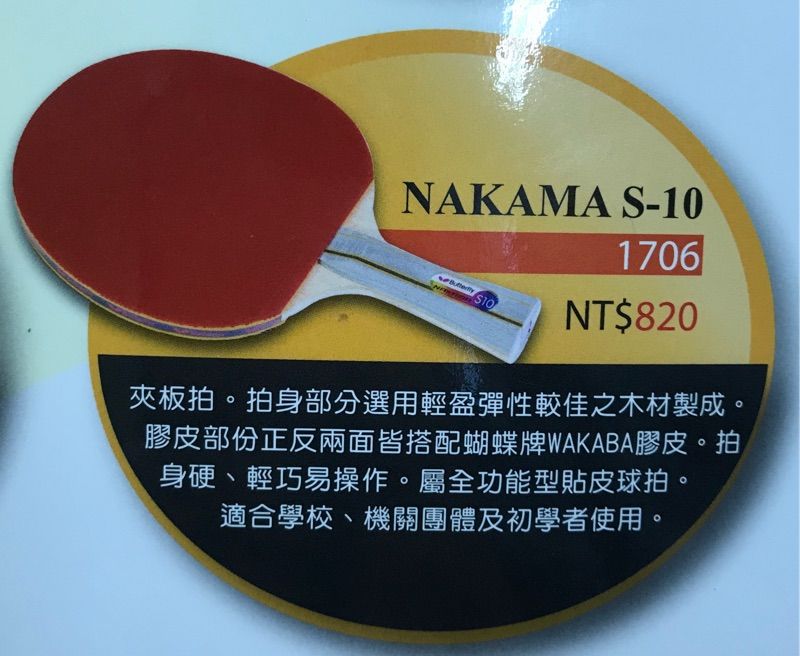 NAKAMA S-10
1706
NT$820
Butterfly
S10
夾板拍。拍身部分選用輕盈彈性較佳之木材製成。
膠皮部份正反兩面皆搭配蝴蝶牌WAKABA膠皮。拍
身硬、輕巧易操作。屬全功能型貼皮球拍。
適合學校、機關團體及初學者使用。